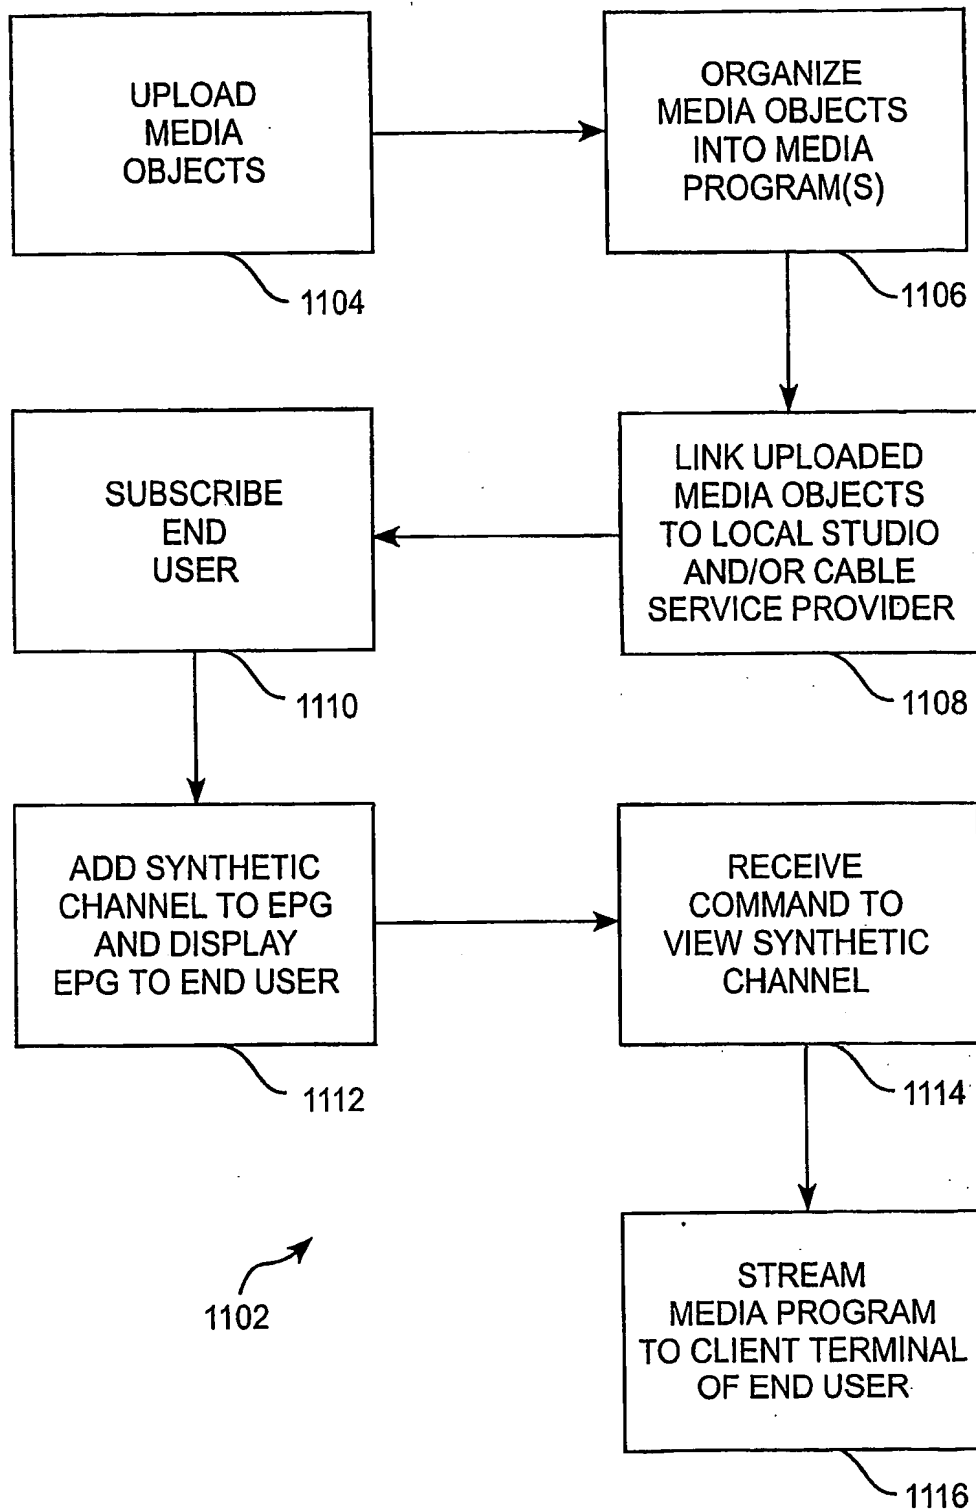 UPLOAD
MEDIA
OBJECTS
1104
ORGANIZE
MEDIA OBJECTS
INTO MEDIA
PROGRAM(S)
1106
LINK UPLOADED
MEDIA OBJECTS
TO LOCAL STUDIO
AND/OR CABLE
SERVICE PROVIDER
1108
SUBSCRIBE
END
USER
1110
ADD SYNTHETIC
CHANNEL TO EPG
AND DISPLAY
EPG TO END USER
1112
RECEIVE
COMMAND TO
VIEW SYNTHETIC
CHANNEL
1114
STREAM
MEDIA PROGRAM
TO CLIENT TERMINAL
OF END USER
1116
1102